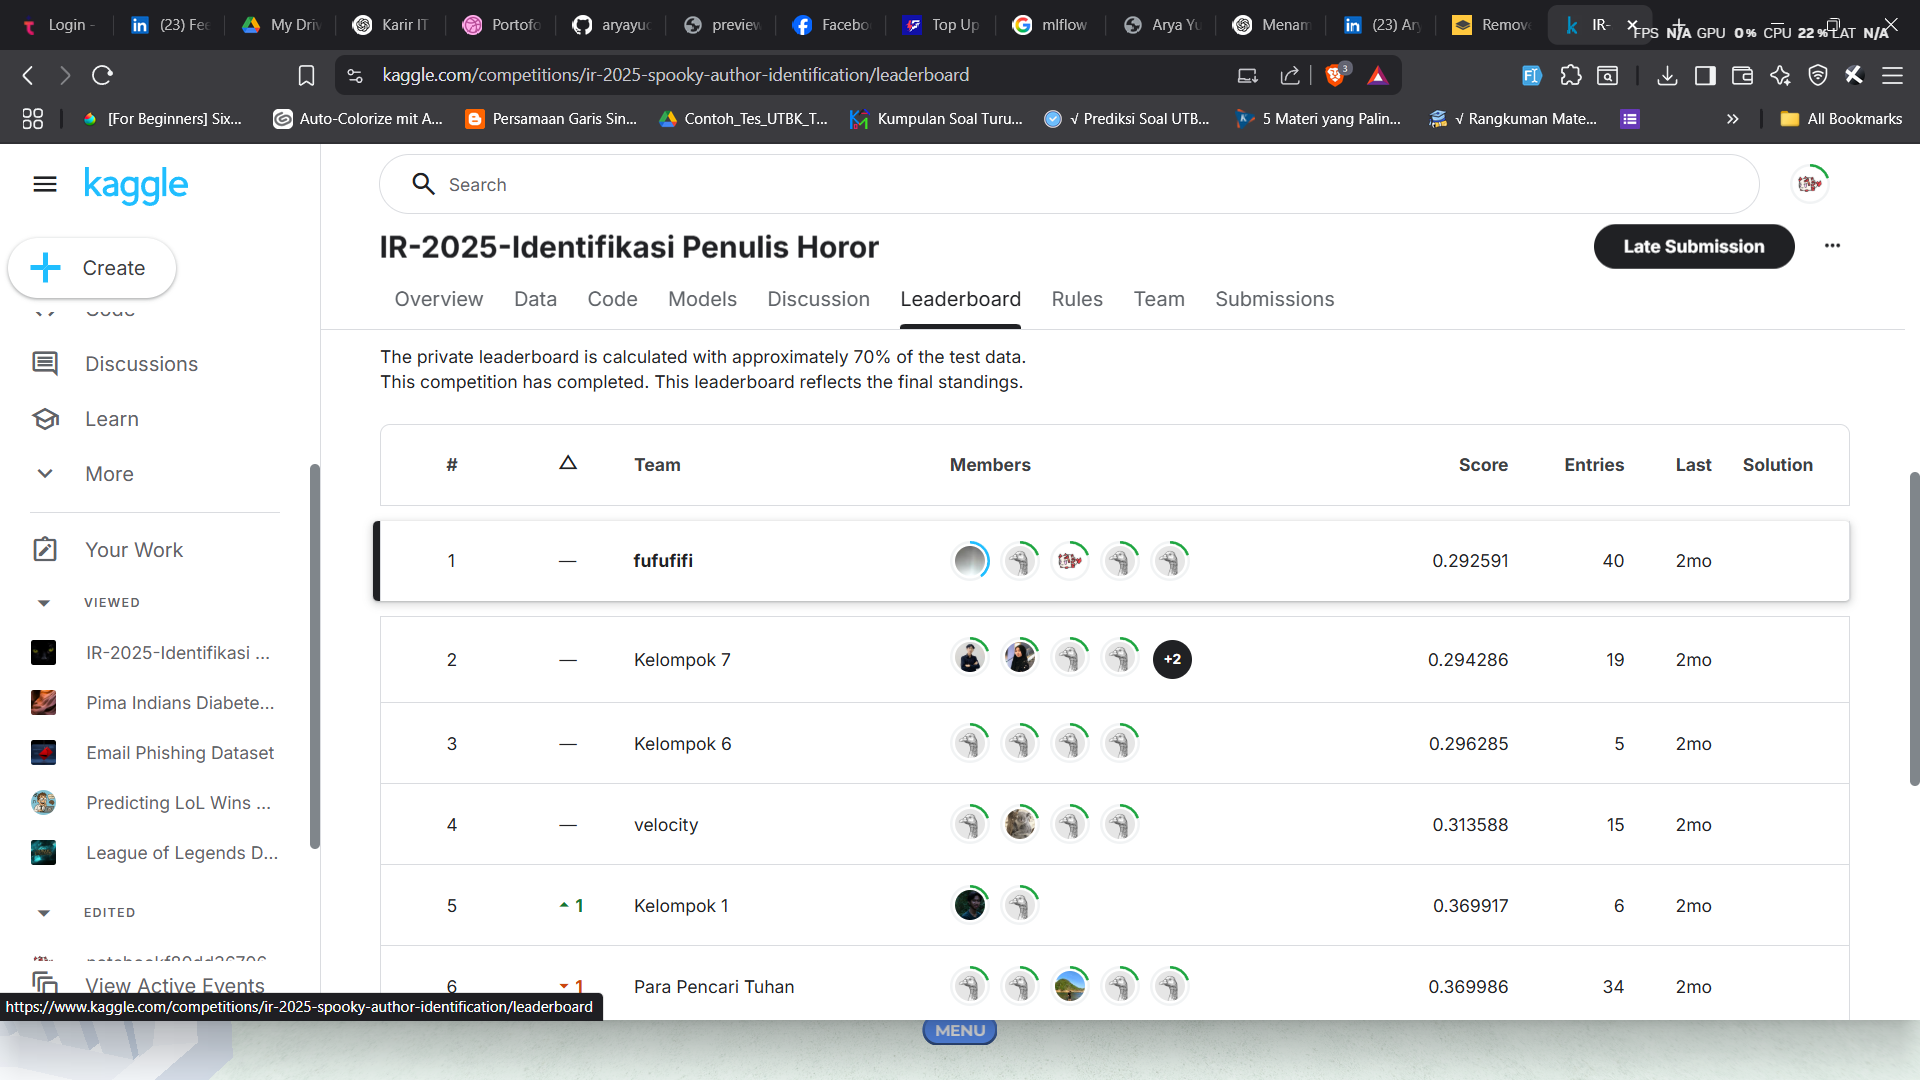 Login -
(23) Fee
My Driv
Karir IT
Portofo
aryayud
preview
Faceboo
Top Up
mlflow
Arya Yu
Menam
(23) Ary
Remove
IR-
FPS N/A GPU 0% CPU 22% LAT N/A
kaggle.com/competitions/ir-2025-spooky-author-identification/leaderboard
3
[For Beginners] Six...
Auto-Colorize mit A...
Persamaan Garis Sin...
Contoh_Tes_UTBK_T...
Kumpulan Soal Turu...
√ Prediksi Soal UTB...
5 Materi yang Palin...
√ Rangkuman Mate...
All Bookmarks
kaggle
Search
Create
Code
Discussions
Learn
More
Your Work
VIEWED
IR-2025-Identifikasi ...
Pima Indians Diabete...
Email Phishing Dataset
Predicting LoL Wins ...
League of Legends D...
EDITED
View Active Events
https://www.kaggle.com/competitions/ir-2025-spooky-author-identification/leaderboard
IR-2025-Identifikasi Penulis Horor
Late Submission
Overview Data Code Models Discussion Leaderboard Rules Team Submissions
The private leaderboard is calculated with approximately 70% of the test data.
This competition has completed. This leaderboard reflects the final standings.
# △ Team Members Score Entries Last Solution
1 — fufufifi 0.292591 40 2mo
2 — Kelompok 7 +2 0.294286 19 2mo
3 — Kelompok 6 0.296285 5 2mo
4 — velocity 0.313588 15 2mo
5 1 Kelompok 1 0.369917 6 2mo
6 1 Para Pencari Tuhan 0.369986 34 2mo
MENU